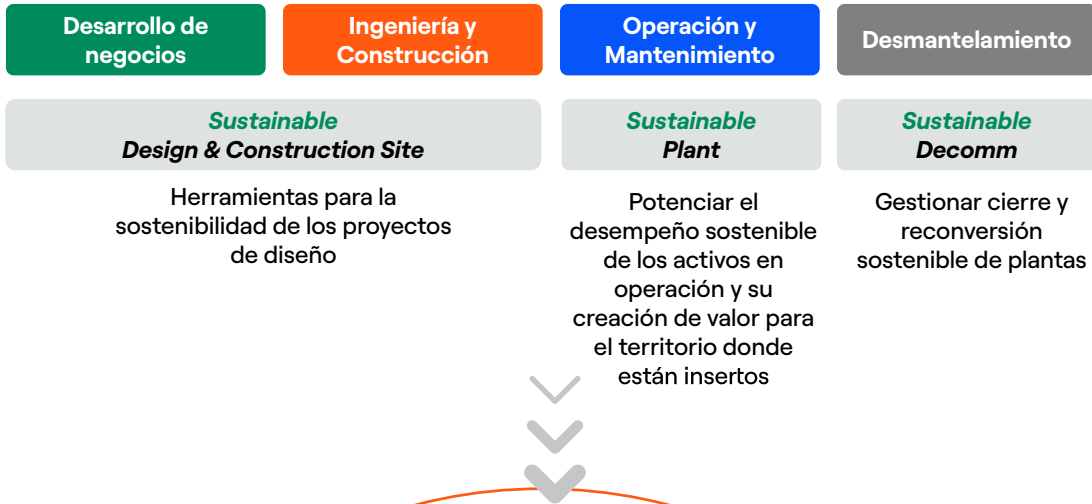 Desarrollo de
negocios
Ingeniería y
Construcción
Operación y
Mantenimiento
Desmantelamiento
Sustainable
Design & Construction Site
Sustainable
Plant
Sustainable
Decomm
Herramientas para la
sostenibilidad de los proyectos
de diseño
Potenciar el
desempeño sostenible
de los activos en
operación y su
creación de valor para
el territorio donde
están insertos
Gestionar cierre y
reconversión
sostenible de plantas